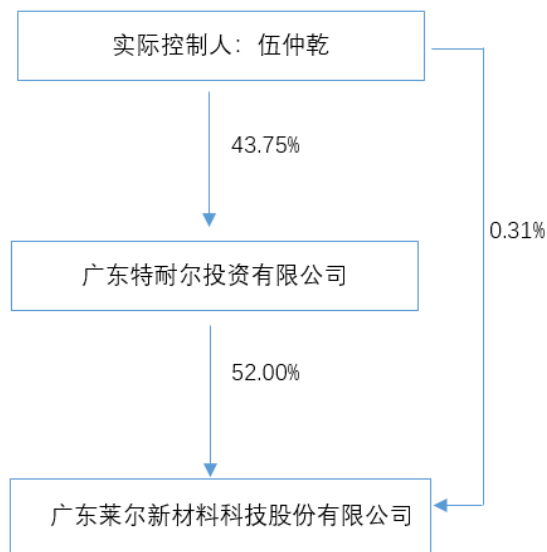 实际控制人：伍仲乾
43.75%
0.31%
广东特耐尔投资有限公司
52.00%
广东莱尔新材料科技股份有限公司